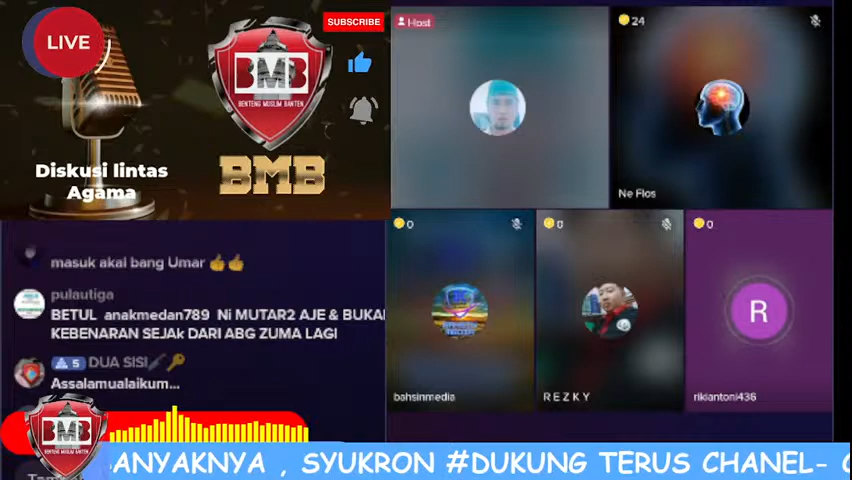 LIVE
SUBSCRIBE
BMB
BENTENG MUSLIM BANTEN
BMB
Diskusi lintas
Agama
Host
24
Ne Flos
masuk akal bang Umar 👍👍
pulautiga
BETUL anakmedan789 Ni MUTAR2 AJE & BUKA
KEBENARAN SEJAk DARI ABG ZUMA LAGI
5 DUA SISI🗡️🔑
Assalamualaikum...
0
bahsinmedia
0
R E Z K Y
0
R
rikiantoni436
BMB
ANYAKNYA , SYUKRON #DUKUNG TERUS CHANEL-